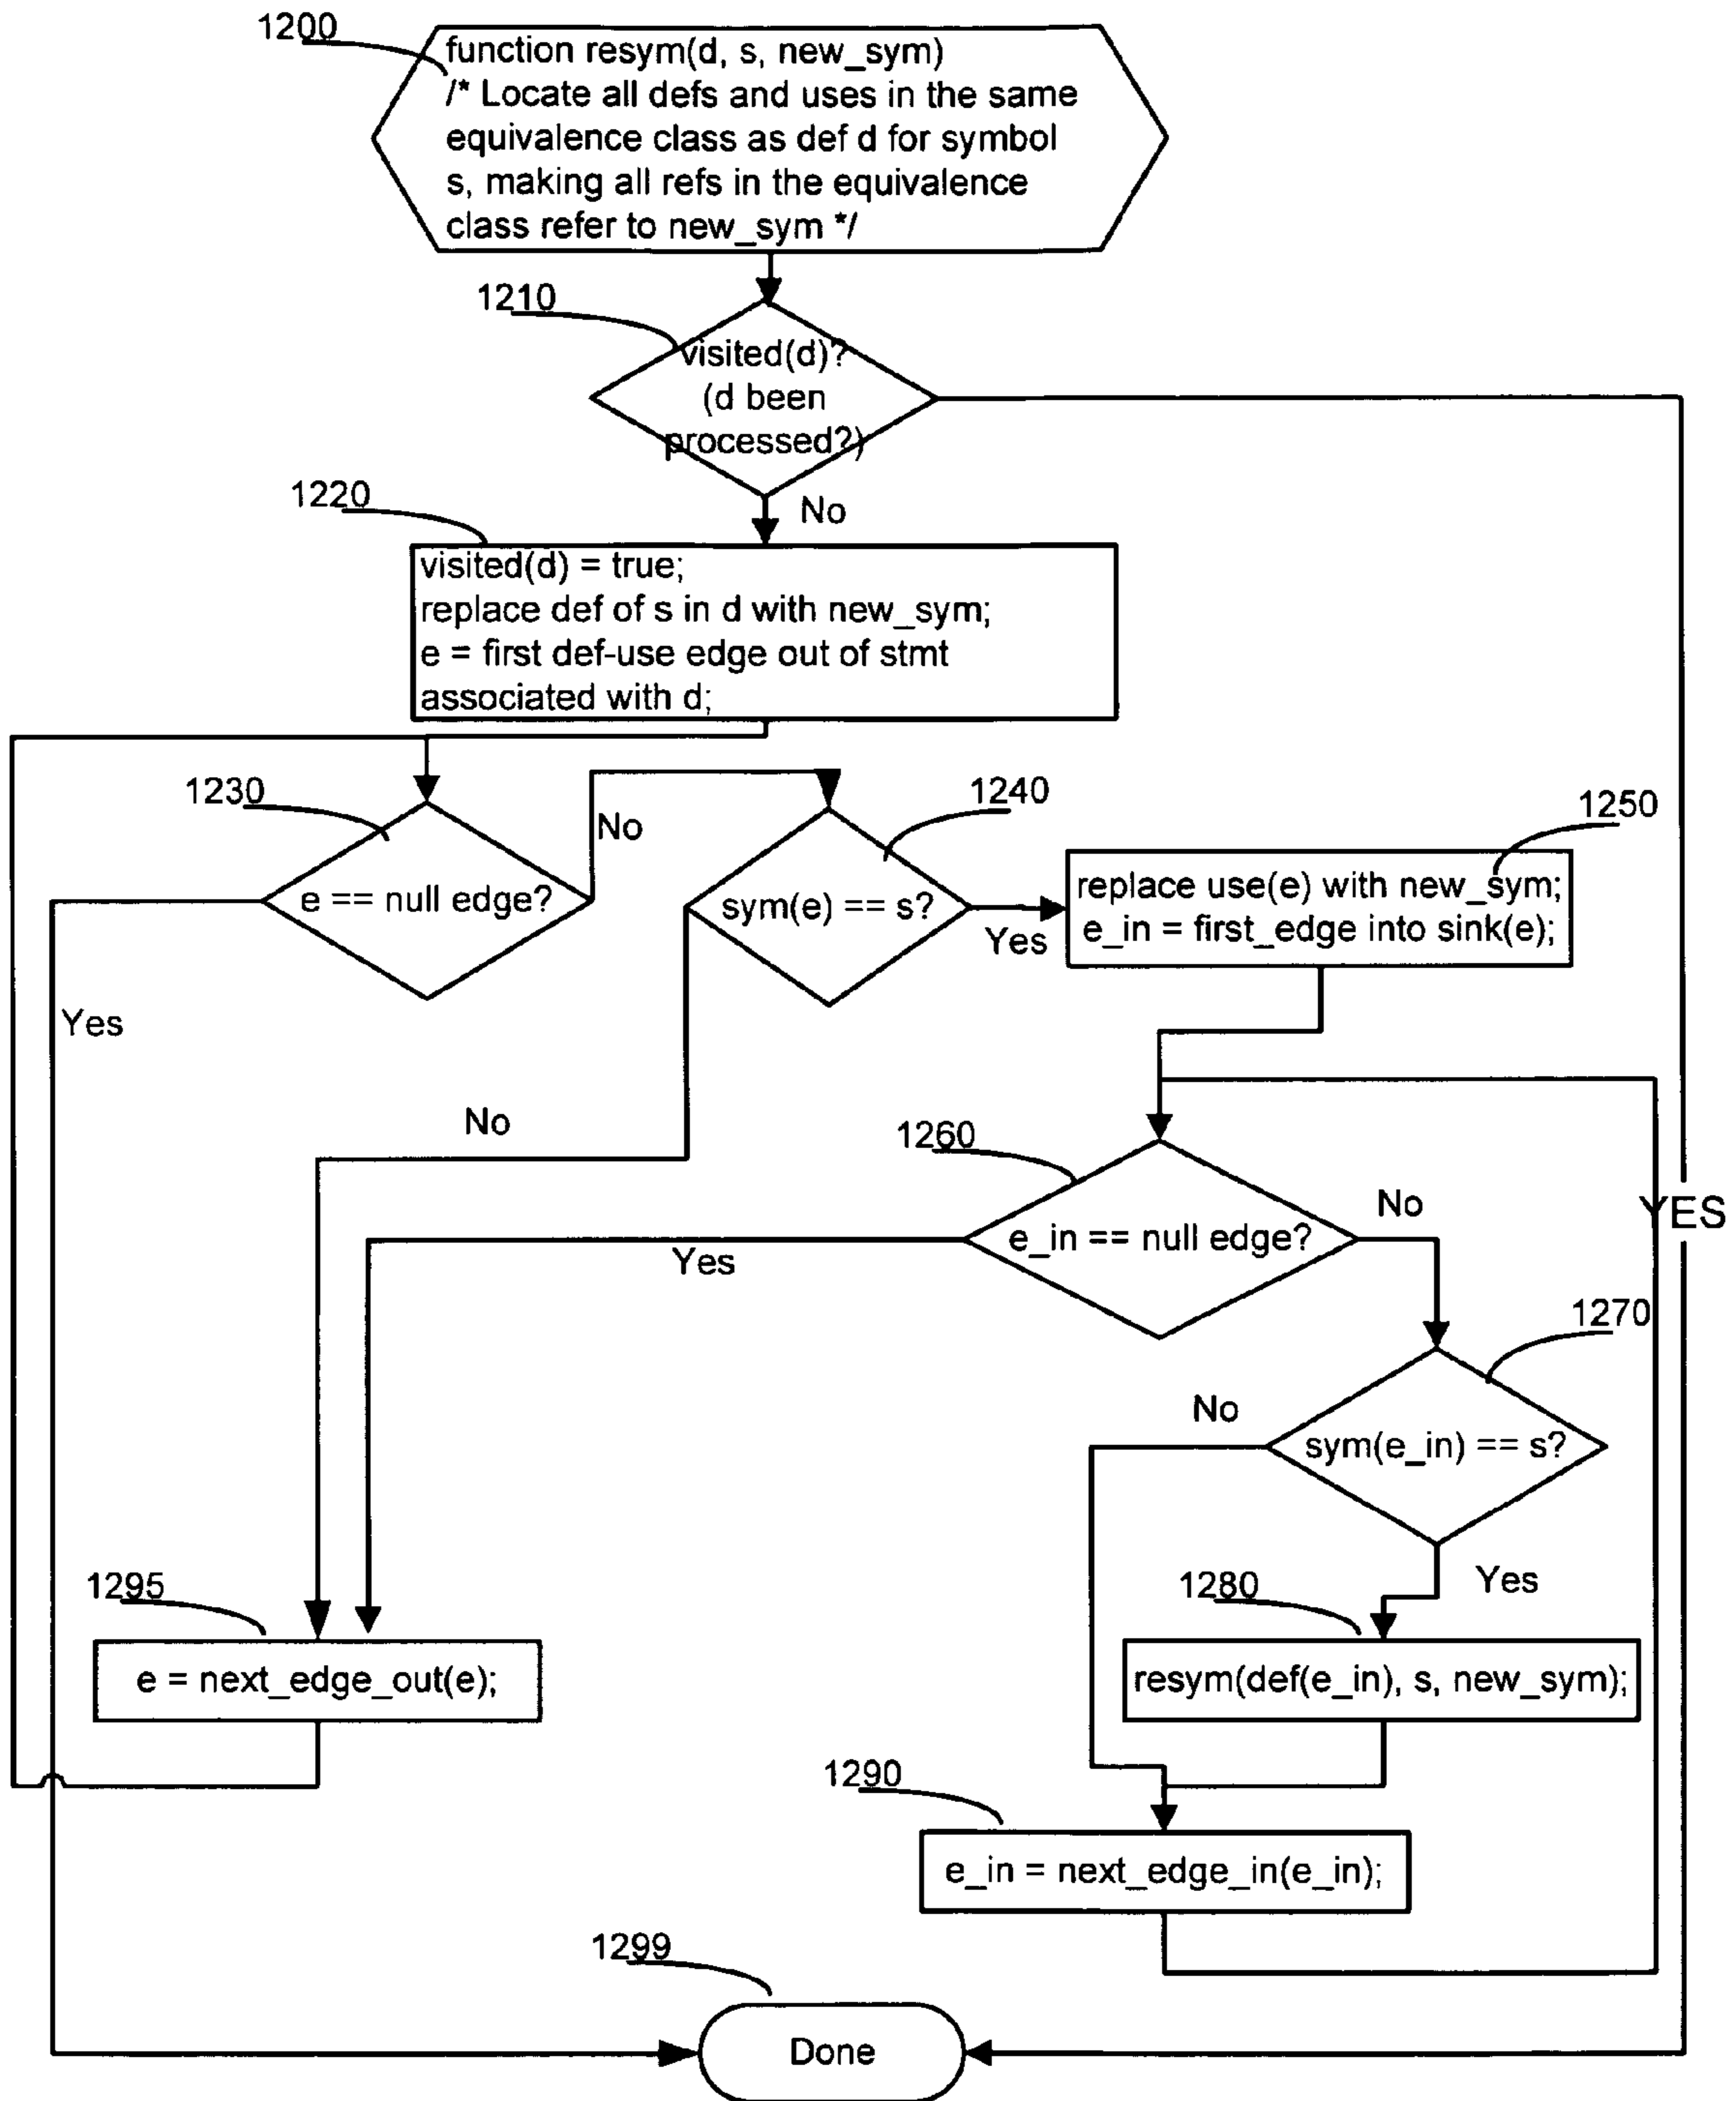 1200
function resym(d, s, new_sym)
/* Locate all defs and uses in the same
equivalence class as def d for symbol
s, making all refs in the equivalence
class refer to new_sym */
1210
visited(d)?
(d been
processed?)
No
1220
visited(d) = true;
replace def of s in d with new_sym;
e = first def-use edge out of stmt
associated with d;
1230
e == null edge?
No
Yes
1240
sym(e) == s?
Yes
No
1250
replace use(e) with new_sym;
e_in = first_edge into sink(e);
1260
e_in == null edge?
No
Yes
YES
1270
sym(e_in) == s?
No
Yes
1280
resym(def(e_in), s, new_sym);
1295
e = next_edge_out(e);
1290
e_in = next_edge_in(e_in);
1299
Done